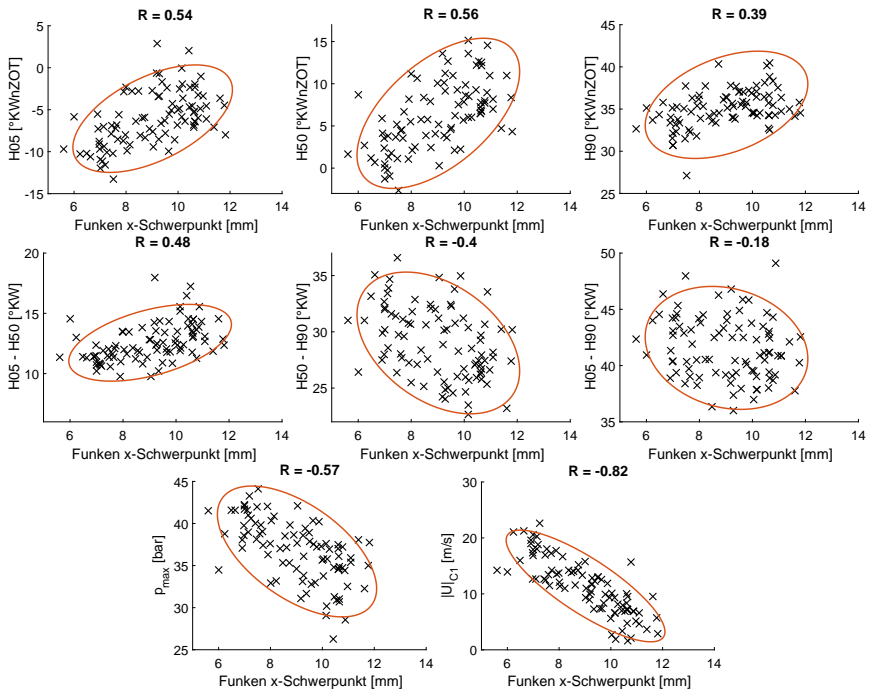 R = 0.54
5
0
-5
-10
-15
H05 [°KWnZOT]
6 8 10 12 14
Funken x-Schwerpunkt [mm]
R = 0.56
15
10
5
0
H50 [°KWnZOT]
6 8 10 12 14
Funken x-Schwerpunkt [mm]
R = 0.39
45
40
35
30
25
H90 [°KWnZOT]
6 8 10 12 14
Funken x-Schwerpunkt [mm]
R = 0.48
20
15
10
H05 - H50 [°KW]
6 8 10 12 14
Funken x-Schwerpunkt [mm]
R = -0.4
35
30
25
H50 - H90 [°KW]
6 8 10 12 14
Funken x-Schwerpunkt [mm]
R = -0.18
50
45
40
35
H05 - H90 [°KW]
6 8 10 12 14
Funken x-Schwerpunkt [mm]
R = -0.57
45
40
35
30
25
p_max [bar]
6 8 10 12 14
Funken x-Schwerpunkt [mm]
R = -0.82
30
20
10
0
|U|_C1 [m/s]
6 8 10 12 14
Funken x-Schwerpunkt [mm]